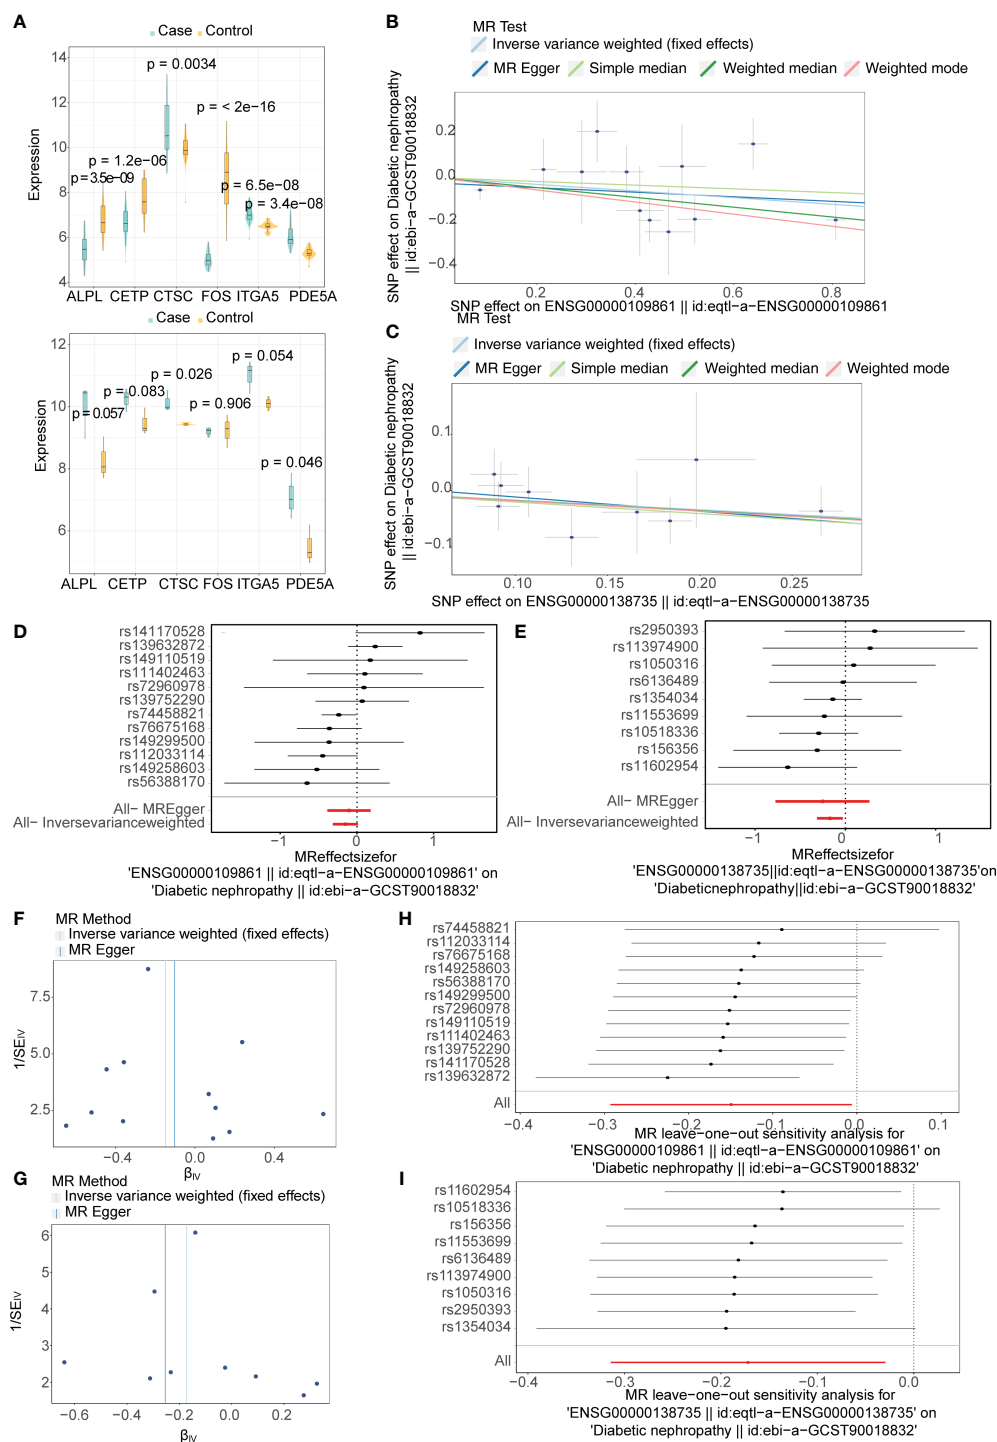 A
Case Control
Expression
14
12
10
8
6
4
p = 0.0034
p = < 2e−16
p = 1.2e−06
p = 3.5e−09
p = 6.5e−08
p = 3.4e−08
ALPL CETP CTSC FOS ITGA5 PDE5A
Case Control
Expression
12
10
8
6
p = 0.054
p = 0.026
p = 0.083
p = 0.906
p = 0.057
p = 0.046
ALPL CETP CTSC FOS ITGA5 PDE5A
B
MR Test
Inverse variance weighted (fixed effects)
MR Egger Simple median Weighted median Weighted mode
SNP effect on Diabetic nephropathy
|| id:ebi−a−GCST90018832
0.2
0.0
−0.2
−0.4
0.2 0.4 0.6 0.8
SNP effect on ENSG00000109861 || id:eqtl−a−ENSG00000109861
C
MR Test
Inverse variance weighted (fixed effects)
MR Egger Simple median Weighted median Weighted mode
SNP effect on Diabetic nephropathy
|| id:ebi−a−GCST90018832
0.1
0.0
−0.1
0.10 0.15 0.20 0.25
SNP effect on ENSG00000138735 || id:eqtl−a−ENSG00000138735
D
rs141170528
rs139632872
rs149110519
rs111402463
rs72960978
rs139752290
rs74458821
rs76675168
rs149299500
rs112033114
rs149258603
rs56388170
All− MREgger
All− Inversevarianceweighted
−1 0 1
MReffectsizefor
'ENSG00000109861 || id:eqtl−a−ENSG00000109861' on
'Diabetic nephropathy || id:ebi−a−GCST90018832'
E
rs2950393
rs113974900
rs1050316
rs6136489
rs1354034
rs11553699
rs10518336
rs156356
rs11602954
All− MREgger
All− Inversevarianceweighted
−1 0 1
MReffectsizefor
'ENSG00000138735||id:eqtl−a−ENSG00000138735'on
'Diabeticnephropathy||id:ebi−a−GCST90018832'
F
MR Method
Inverse variance weighted (fixed effects)
MR Egger
1/SEIV
7.5
5.0
2.5
−0.4 0.0 0.4
βIV
G
MR Method
Inverse variance weighted (fixed effects)
MR Egger
1/SEIV
6
5
4
3
2
−0.6 −0.4 −0.2 0.0 0.2
βIV
H
rs74458821
rs112033114
rs76675168
rs149258603
rs56388170
rs149299500
rs72960978
rs149110519
rs111402463
rs139752290
rs141170528
rs139632872
All
−0.4 −0.3 −0.2 −0.1 0.0 0.1
MR leave−one−out sensitivity analysis for
'ENSG00000109861 || id:eqtl−a−ENSG00000109861' on
'Diabetic nephropathy || id:ebi−a−GCST90018832'
I
rs11602954
rs10518336
rs156356
rs11553699
rs6136489
rs113974900
rs1050316
rs2950393
rs1354034
All
−0.4 −0.3 −0.2 −0.1 0.0
MR leave−one−out sensitivity analysis for
'ENSG00000138735 || id:eqtl−a−ENSG00000138735' on
'Diabetic nephropathy || id:ebi−a−GCST90018832'